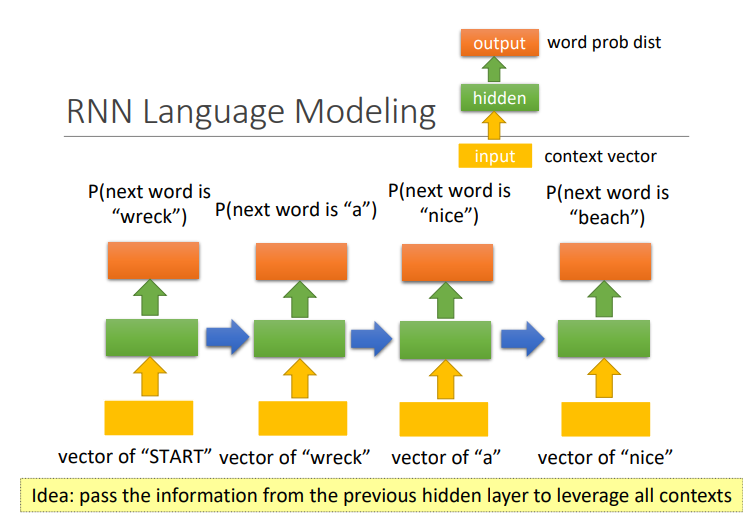 output
word prob dist
hidden
RNN Language Modeling
input
context vector
P(next word is
“wreck”)
P(next word is “a”)
P(next word is
“nice”)
P(next word is
“beach”)
vector of “START”
vector of “wreck”
vector of “a”
vector of “nice”
Idea: pass the information from the previous hidden layer to leverage all contexts